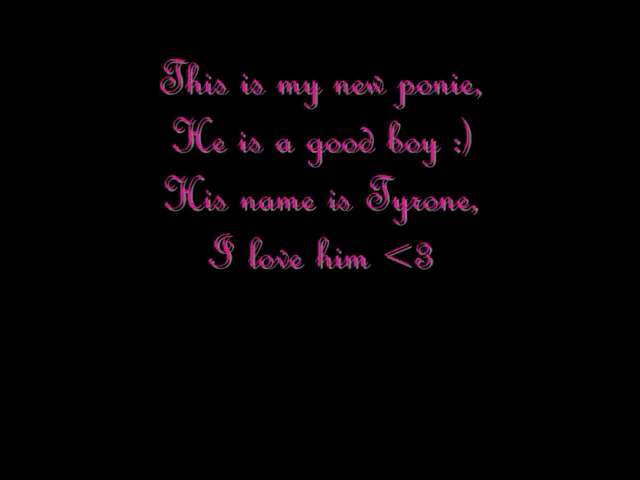 This is my new ponie,
He is a good boy :)
His name is Tyrone,
I love him <3